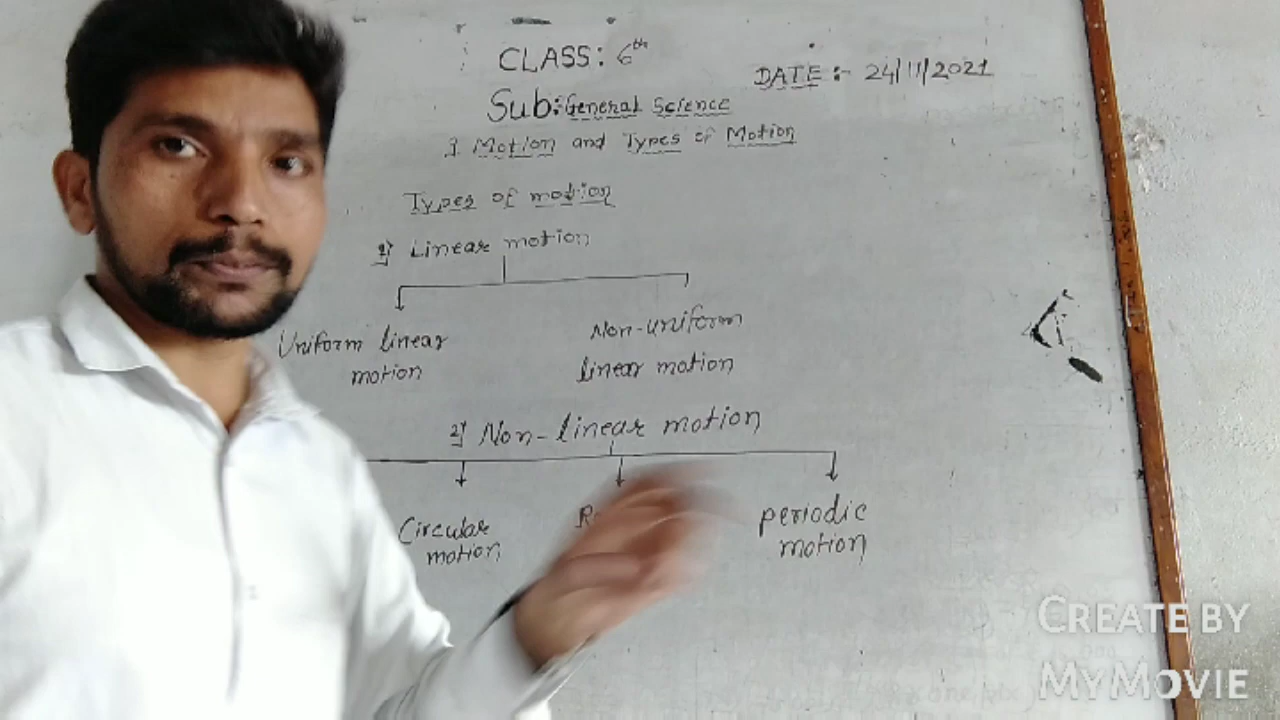 CLASS: 6th
DATE :- 24/11/2021
Sub: General Science
Motion and Types of Motion
Types of motion
1) Linear motion
Uniform linear
motion
Non-uniform
linear motion
2) Non-linear motion
Circular
motion
periodic
motion
CREATE BY
MYMOVIE